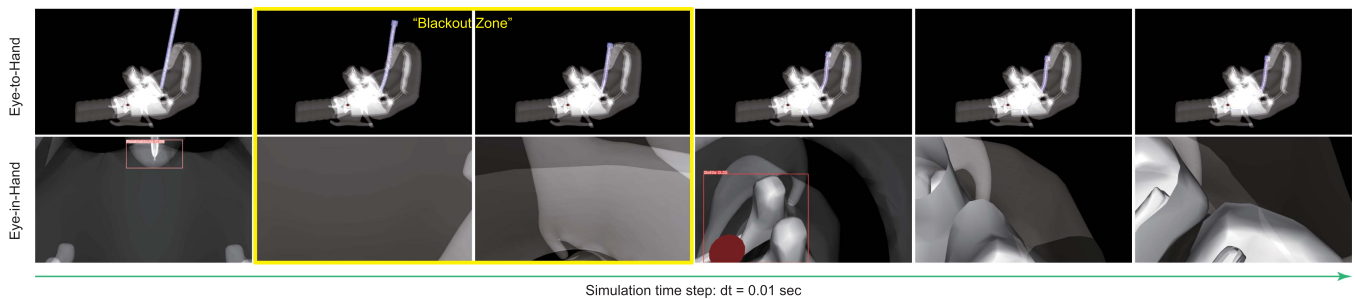 “Blackout Zone”
Eye-to-Hand
Eye-in-Hand
Simulation time step: dt = 0.01 sec